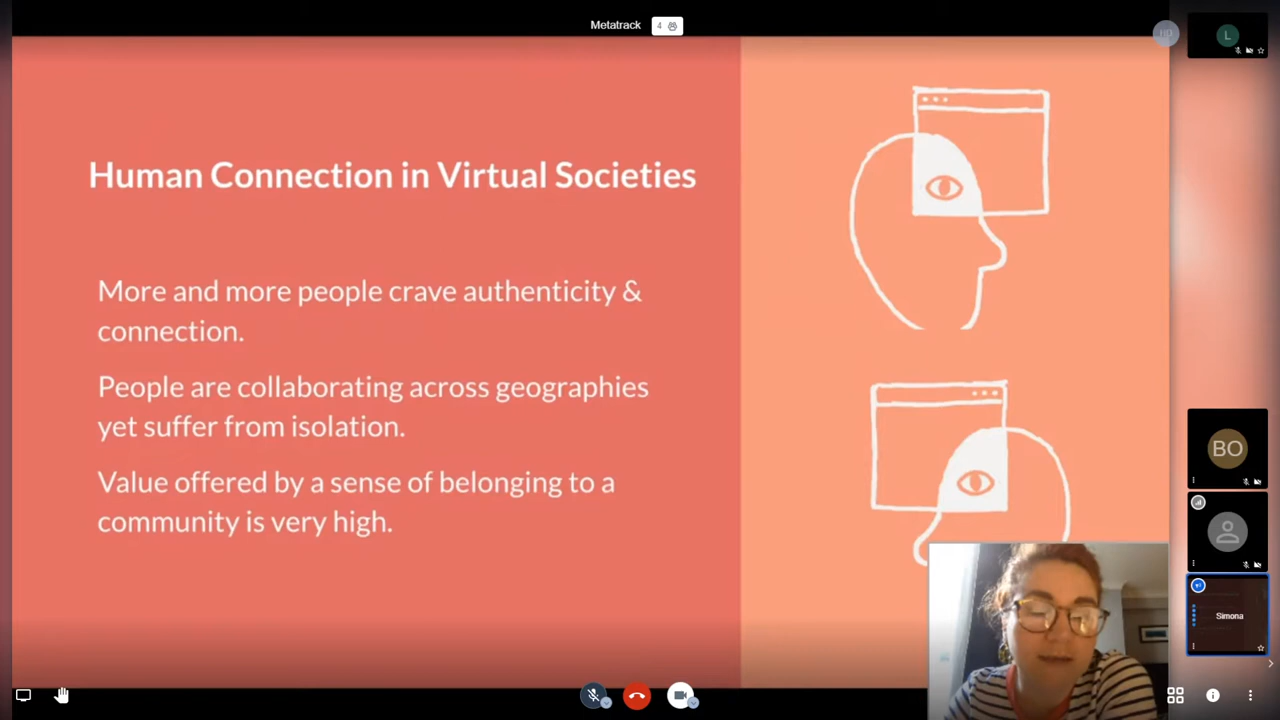 Metatrack
4
L
Human Connection in Virtual Societies
More and more people crave authenticity &
connection.
People are collaborating across geographies
yet suffer from isolation.
Value offered by a sense of belonging to a
community is very high.
BO
Simona